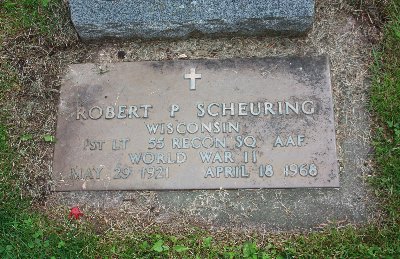 ROBERT P SCHEURING
WISCONSIN
1ST LT 55 RECON SQ AAF
WORLD WAR II
MAY 29 1921 APRIL 18 1968